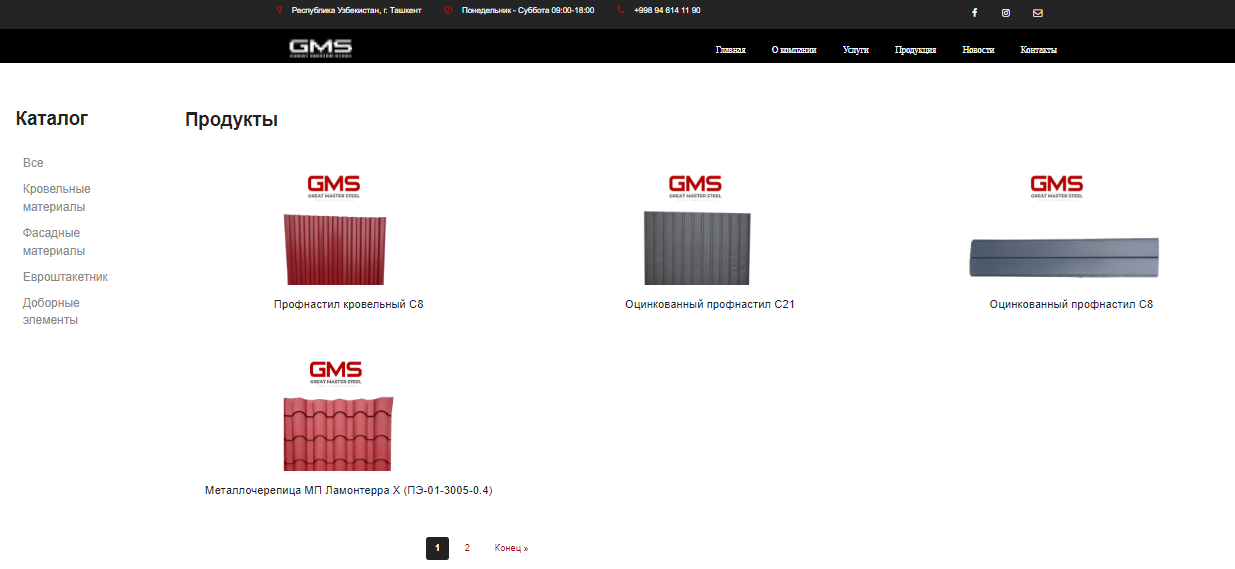 Республика Узбекистан, г. Ташкент Понедельник - Суббота 09:00-18:00 +998 94 614 11 90
GMS
GREAT MASTER STEEL
Главная О компании Услуги Продукция Новости Контакты
Каталог
Все
Кровельные
материалы
Фасадные
материалы
Евроштакетник
Доборные
элементы
Продукты
GMS
GREAT MASTER STEEL
Профнастил кровельный С8
GMS
GREAT MASTER STEEL
Оцинкованный профнастил С21
GMS
GREAT MASTER STEEL
Оцинкованный профнастил С8
GMS
GREAT MASTER STEEL
Металлочерепица МП Ламонтерра X (ПЭ-01-3005-0.4)
1 2 Конец »